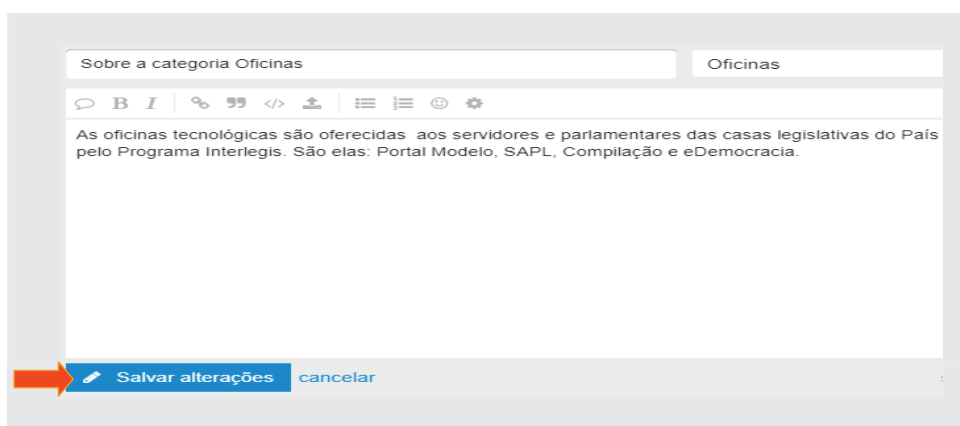 Sobre a categoria Oficinas
Oficinas
B I </>
As oficinas tecnológicas são oferecidas aos servidores e parlamentares das casas legislativas do País
pelo Programa Interlegis. São elas: Portal Modelo, SAPL, Compilação e eDemocracia.
Salvar alterações cancelar